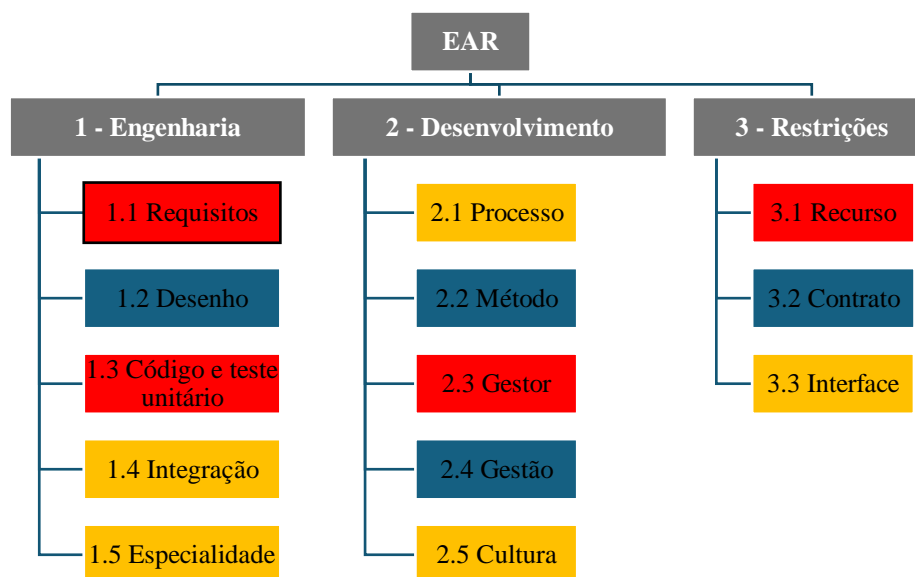 EAR
1 - Engenharia
1.1 Requisitos
1.2 Desenho
1.3 Código e teste
unitário
1.4 Integração
1.5 Especialidade
2 - Desenvolvimento
2.1 Processo
2.2 Método
2.3 Gestor
2.4 Gestão
2.5 Cultura
3 - Restrições
3.1 Recurso
3.2 Contrato
3.3 Interface